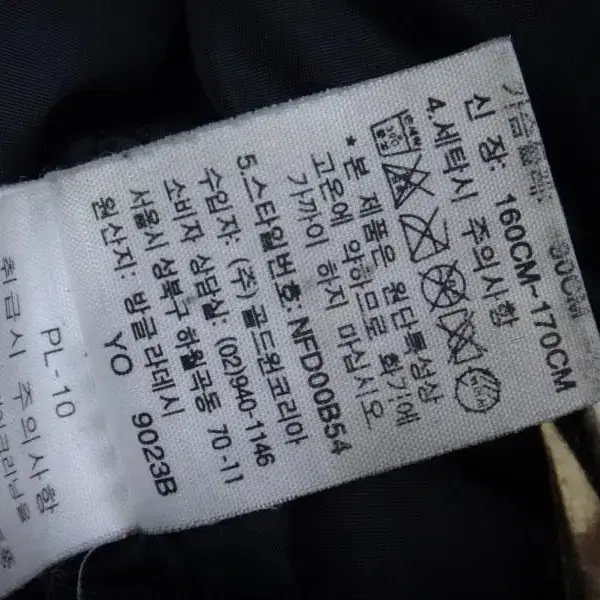 가슴둘레: 80CM
신 장: 160CM-170CM
4.세탁시 주의사항
* 본 제품은 원단특성상
고온에 약하므로 화기에
가까이 하지 마십시오
5.스타일번호: NFD00B54
수입자: (주)골드윈코리아
소비자 상담실: (02)940-1146
서울시 성북구 하월곡동 70-11
원산지: 방글라데시
YO 9023B
PL-10
취급시 주의사항